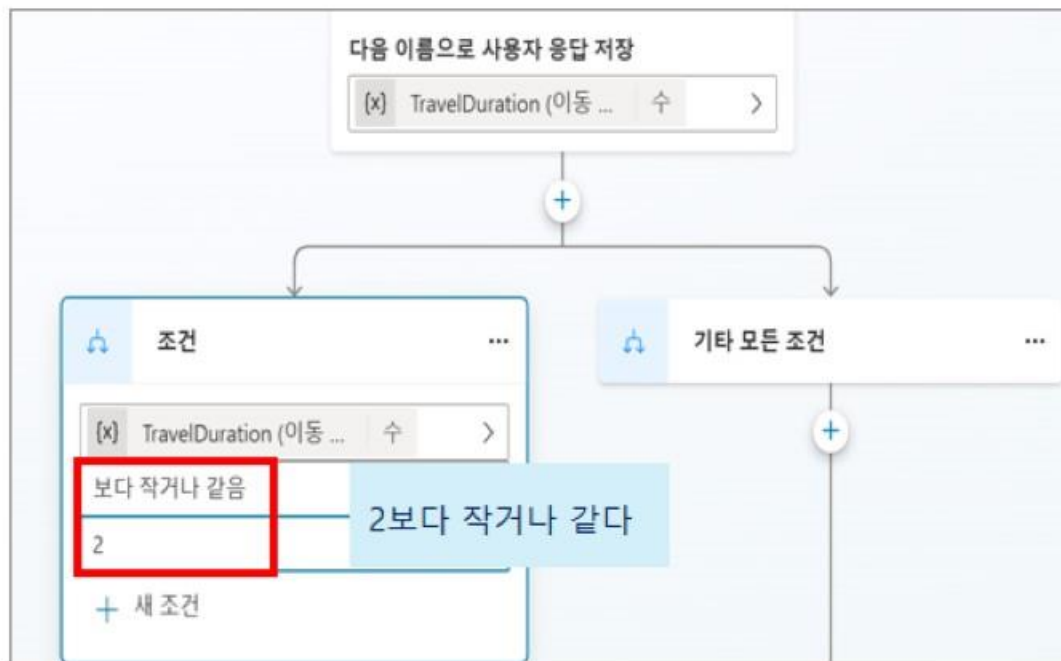 다음 이름으로 사용자 응답 저장
{x} TravelDuration (이동 ... 수
조건 ...
기타 모든 조건 ...
{x} TravelDuration (이동 ... 수
보다 작거나 같음
2보다 작거나 같다
2
+ 새 조건